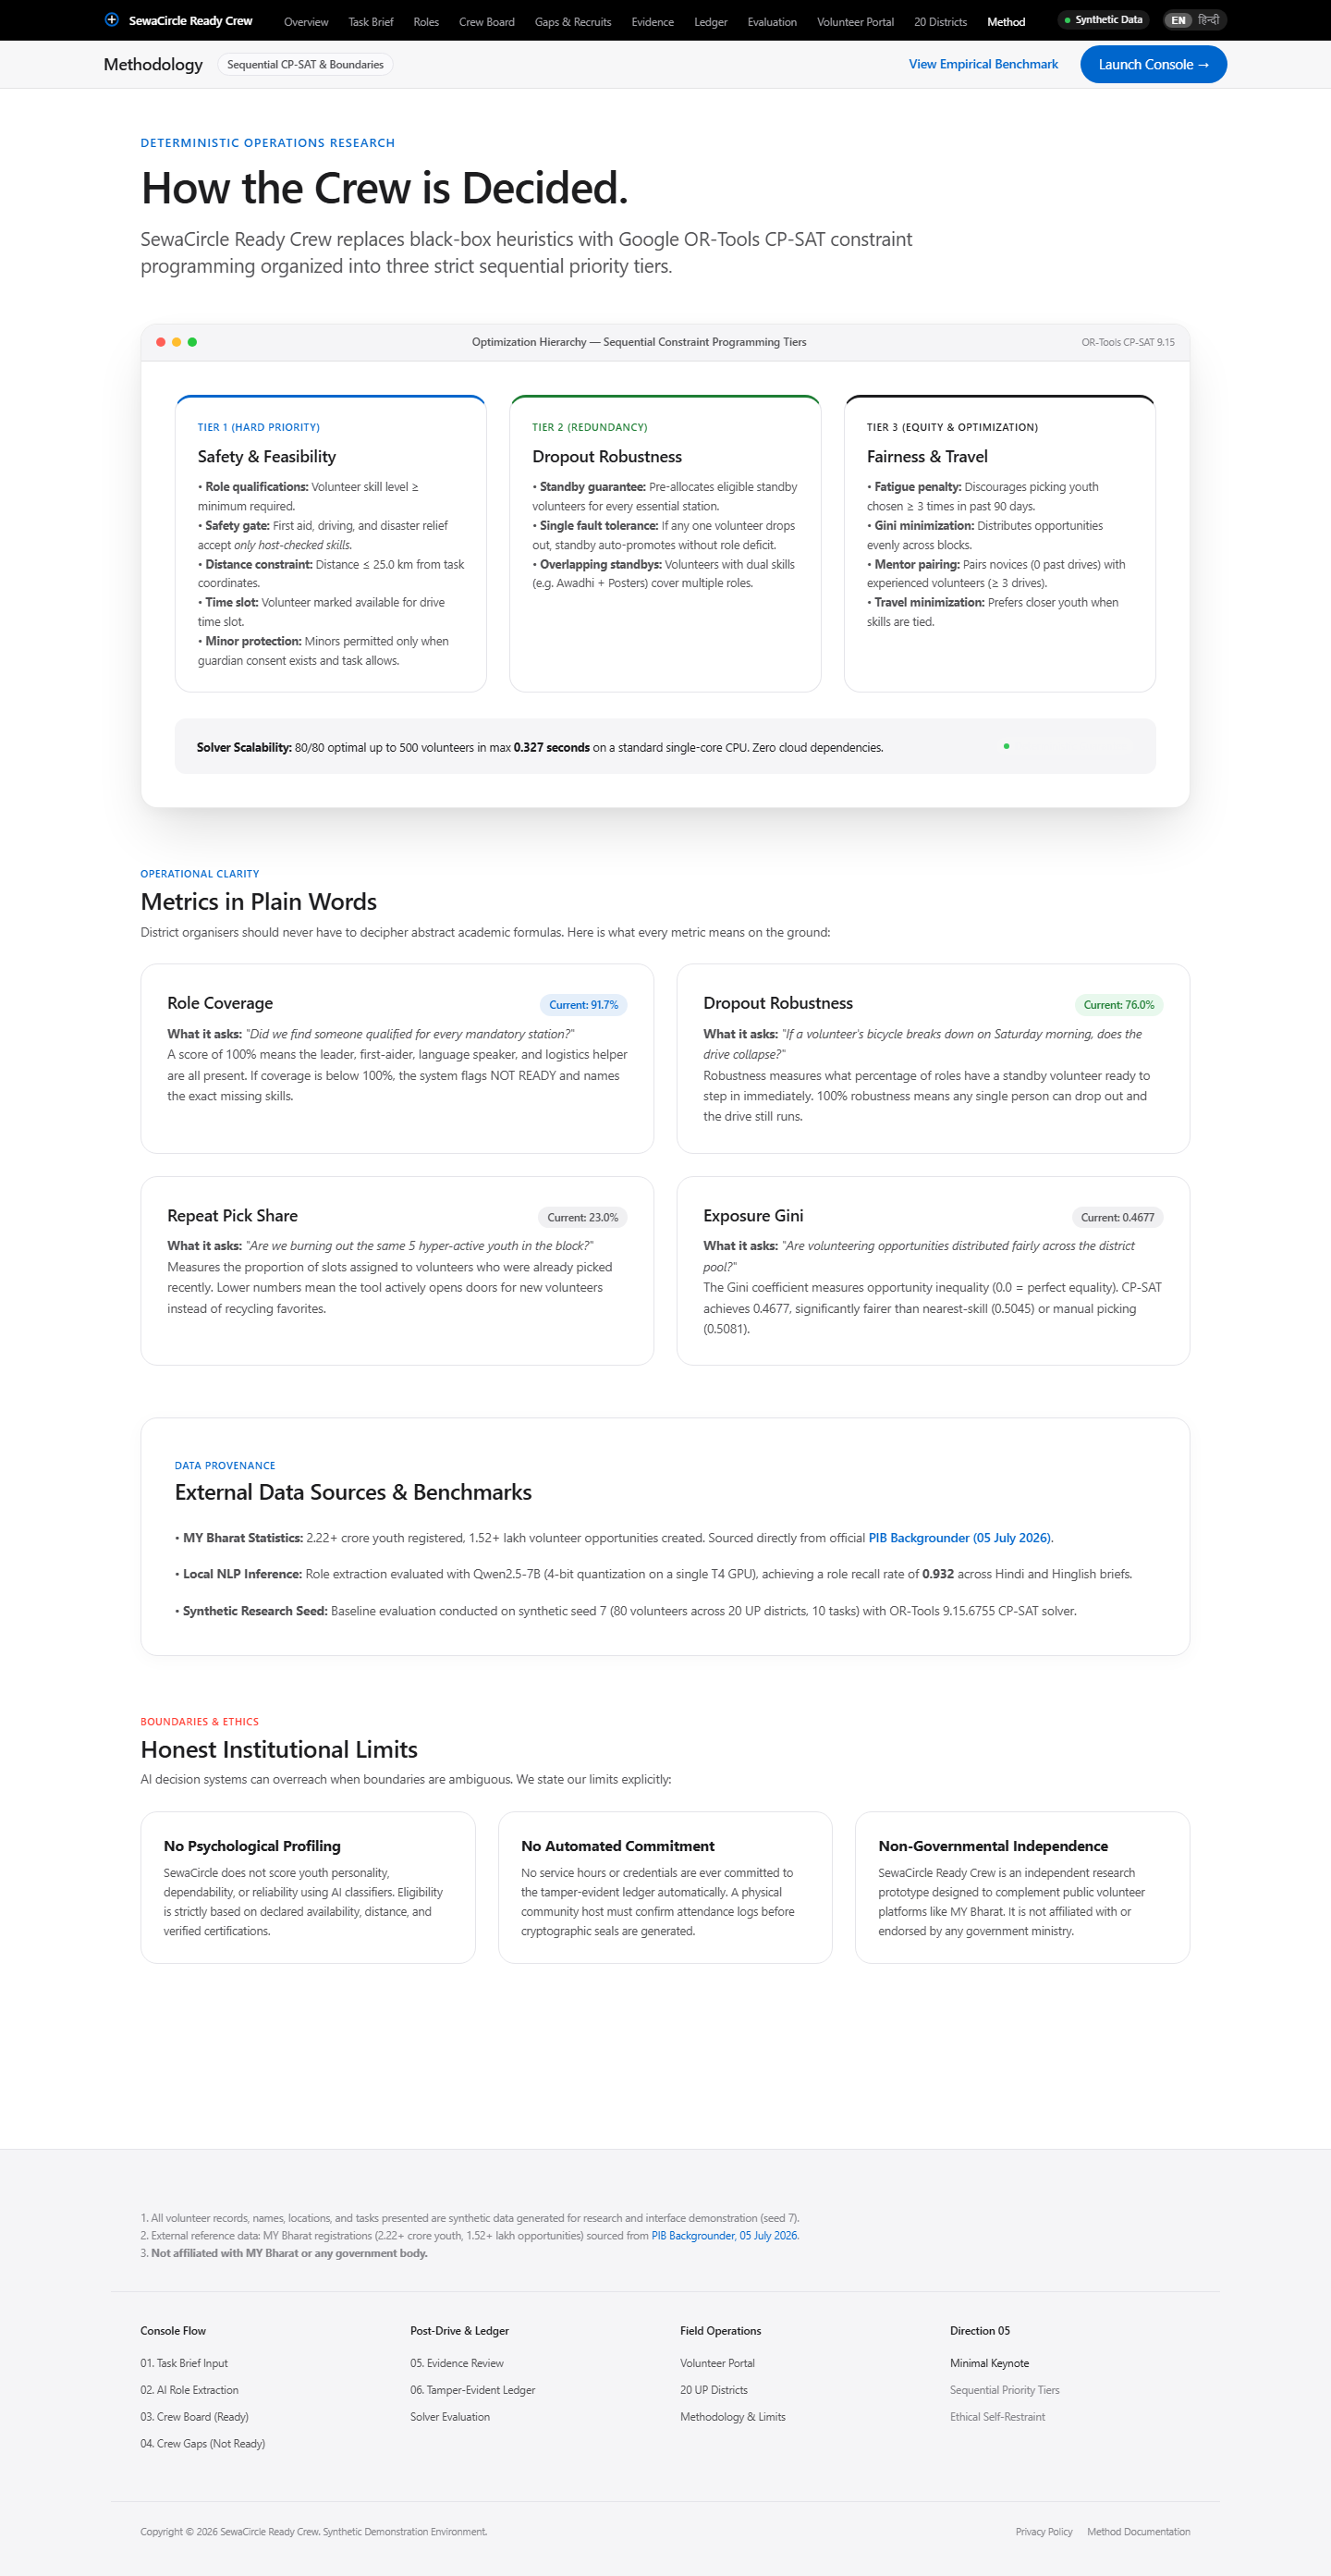 SewaCircle Ready Crew
Overview
Task Brief
Roles
Crew Board
Gaps & Recruits
Evidence
Ledger
Evaluation
Volunteer Portal
20 Districts
Method
Synthetic Data
EN
हिन्दी
Methodology
Sequential CP-SAT & Boundaries
View Empirical Benchmark
Launch Console →
DETERMINISTIC OPERATIONS RESEARCH
How the Crew is Decided.
SewaCircle Ready Crew replaces black-box heuristics with Google OR-Tools CP-SAT constraint
programming organized into three strict sequential priority tiers.
Optimization Hierarchy — Sequential Constraint Programming Tiers
OR-Tools CP-SAT 9.15
TIER 1 (HARD PRIORITY)
Safety & Feasibility
• Role qualifications: Volunteer skill level ≥
minimum required.
• Safety gate: First aid, driving, and disaster relief
accept only host-checked skills.
• Distance constraint: Distance ≤ 25.0 km from task
coordinates.
• Time slot: Volunteer marked available for drive
time slot.
• Minor protection: Minors permitted only when
guardian consent exists and task allows.
TIER 2 (REDUNDANCY)
Dropout Robustness
• Standby guarantee: Pre-allocates eligible standby
volunteers for every essential station.
• Single fault tolerance: If any one volunteer drops
out, standby auto-promotes without role deficit.
• Overlapping standbys: Volunteers with dual skills
(e.g. Awadhi + Posters) cover multiple roles.
TIER 3 (EQUITY & OPTIMIZATION)
Fairness & Travel
• Fatigue penalty: Discourages picking youth
chosen ≥ 3 times in past 90 days.
• Gini minimization: Distributes opportunities
evenly across blocks.
• Mentor pairing: Pairs novices (0 past drives) with
experienced volunteers (≥ 3 drives).
• Travel minimization: Prefers closer youth when
skills are tied.
Solver Scalability: 80/80 optimal up to 500 volunteers in max 0.327 seconds on a standard single-core CPU. Zero cloud dependencies.
OPERATIONAL CLARITY
Metrics in Plain Words
District organisers should never have to decipher abstract academic formulas. Here is what every metric means on the ground:
Role Coverage
Current: 91.7%
What it asks: "Did we find someone qualified for every mandatory station?"
A score of 100% means the leader, first-aider, language speaker, and logistics helper
are all present. If coverage is below 100%, the system flags NOT READY and names
the exact missing skills.
Dropout Robustness
Current: 76.0%
What it asks: "If a volunteer's bicycle breaks down on Saturday morning, does the
drive collapse?"
Robustness measures what percentage of roles have a standby volunteer ready to
step in immediately. 100% robustness means any single person can drop out and
the drive still runs.
Repeat Pick Share
Current: 23.0%
What it asks: "Are we burning out the same 5 hyper-active youth in the block?"
Measures the proportion of slots assigned to volunteers who were already picked
recently. Lower numbers mean the tool actively opens doors for new volunteers
instead of recycling favorites.
Exposure Gini
Current: 0.4677
What it asks: "Are volunteering opportunities distributed fairly across the district
pool?"
The Gini coefficient measures opportunity inequality (0.0 = perfect equality). CP-SAT
achieves 0.4677, significantly fairer than nearest-skill (0.5045) or manual picking
(0.5081).
DATA PROVENANCE
External Data Sources & Benchmarks
• MY Bharat Statistics: 2.22+ crore youth registered, 1.52+ lakh volunteer opportunities created. Sourced directly from official PIB Backgrounder (05 July 2026).
• Local NLP Inference: Role extraction evaluated with Qwen2.5-7B (4-bit quantization on a single T4 GPU), achieving a role recall rate of 0.932 across Hindi and Hinglish briefs.
• Synthetic Research Seed: Baseline evaluation conducted on synthetic seed 7 (80 volunteers across 20 UP districts, 10 tasks) with OR-Tools 9.15.6755 CP-SAT solver.
BOUNDARIES & ETHICS
Honest Institutional Limits
AI decision systems can overreach when boundaries are ambiguous. We state our limits explicitly:
No Psychological Profiling
SewaCircle does not score youth personality,
dependability, or reliability using AI classifiers. Eligibility
is strictly based on declared availability, distance, and
verified certifications.
No Automated Commitment
No service hours or credentials are ever committed to
the tamper-evident ledger automatically. A physical
community host must confirm attendance logs before
cryptographic seals are generated.
Non-Governmental Independence
SewaCircle Ready Crew is an independent research
prototype designed to complement public volunteer
platforms like MY Bharat. It is not affiliated with or
endorsed by any government ministry.
1. All volunteer records, names, locations, and tasks presented are synthetic data generated for research and interface demonstration (seed 7).
2. External reference data: MY Bharat registrations (2.22+ crore youth, 1.52+ lakh opportunities) sourced from PIB Backgrounder, 05 July 2026.
3. Not affiliated with MY Bharat or any government body.
Console Flow
01. Task Brief Input
02. AI Role Extraction
03. Crew Board (Ready)
04. Crew Gaps (Not Ready)
Post-Drive & Ledger
05. Evidence Review
06. Tamper-Evident Ledger
Solver Evaluation
Field Operations
Volunteer Portal
20 UP Districts
Methodology & Limits
Direction 05
Minimal Keynote
Sequential Priority Tiers
Ethical Self-Restraint
Copyright © 2026 SewaCircle Ready Crew. Synthetic Demonstration Environment.
Privacy Policy
Method Documentation